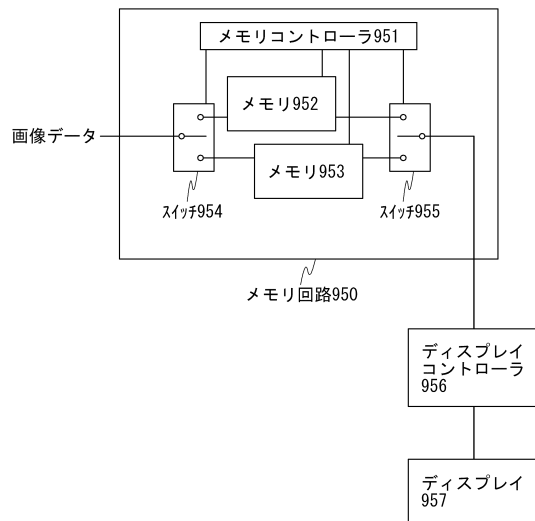 メモリコントローラ951
メモリ952
画像データ
メモリ953
ｽｲｯﾁ954
ｽｲｯﾁ955
メモリ回路950
ディスプレイ
コントローラ
956
ディスプレイ
957